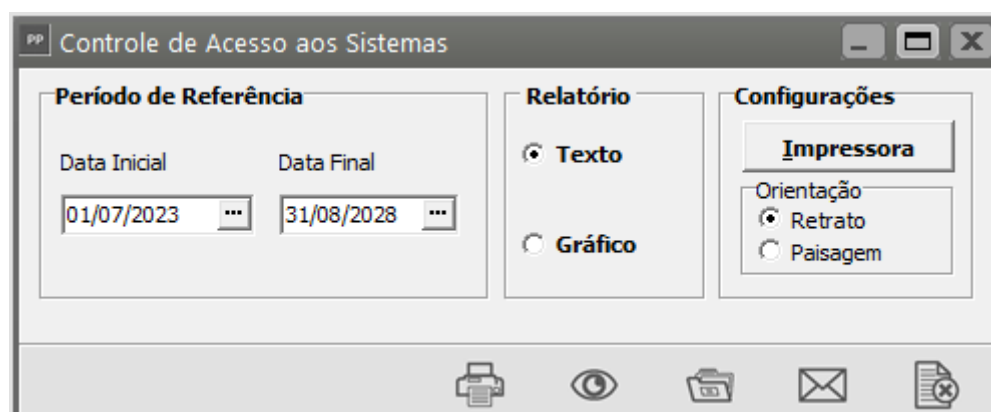 PP Controle de Acesso aos Sistemas
Período de Referência
Data Inicial Data Final
01/07/2023 ... 31/08/2028 ...
Relatório
Texto
Gráfico
Configurações
Impressora
Orientação
Retrato
Paisagem